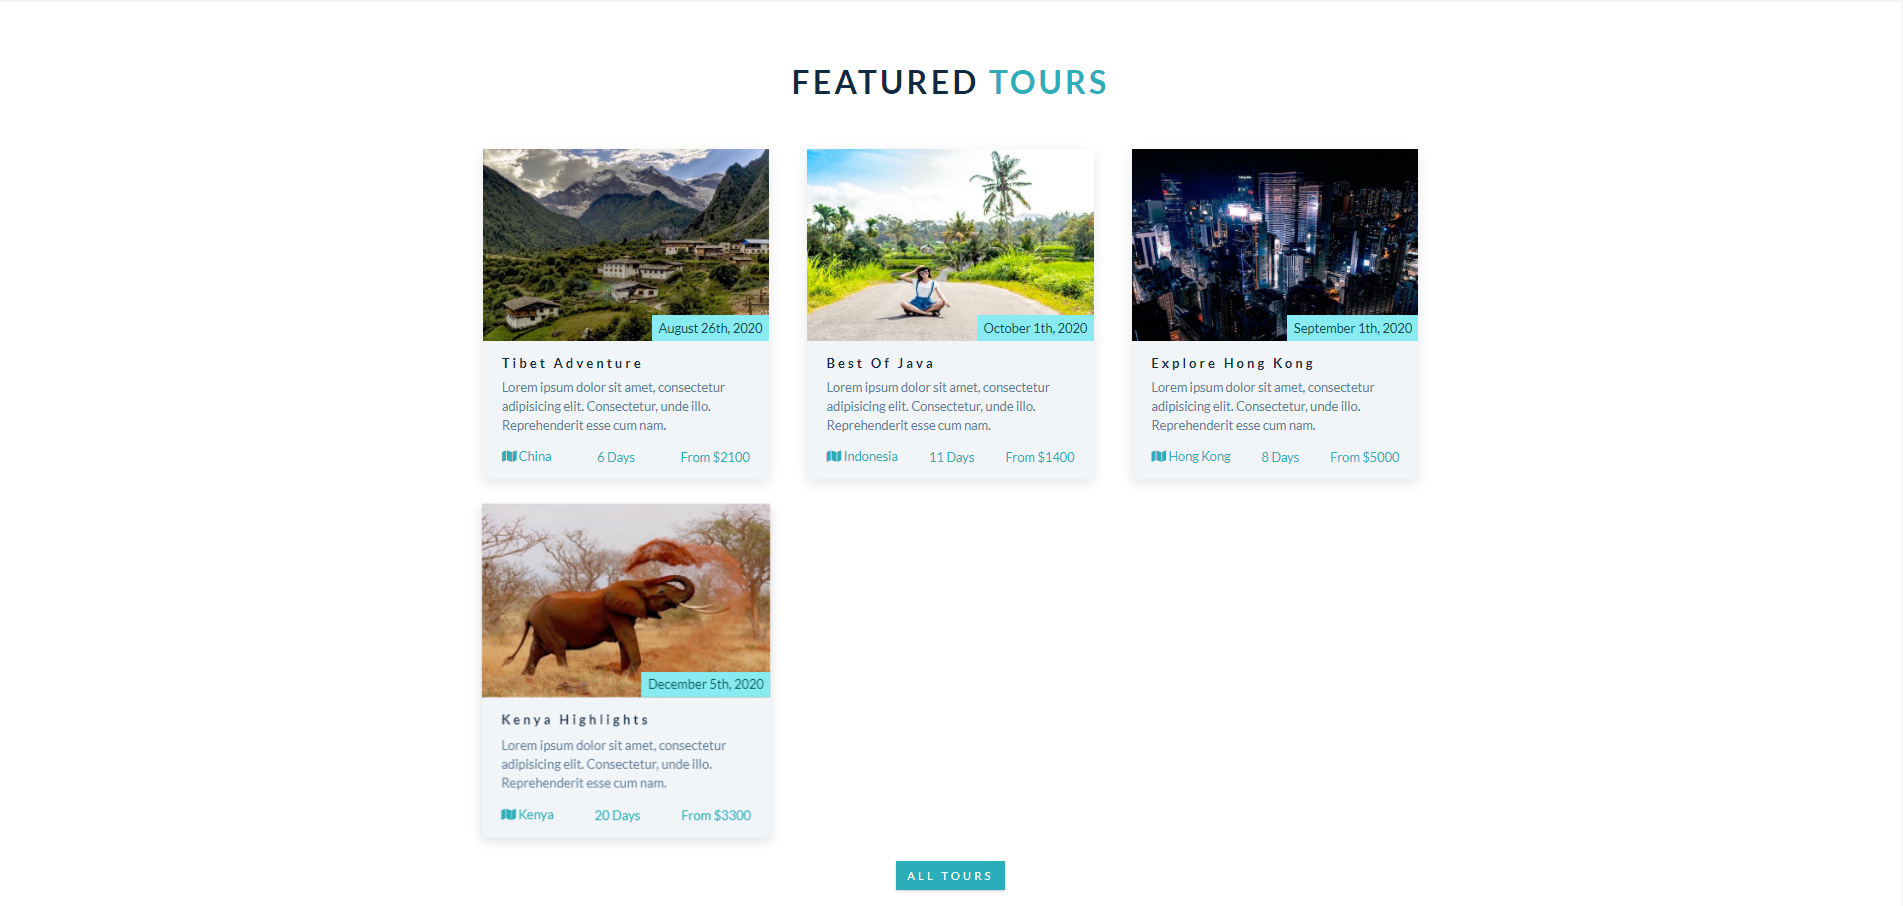 FEATURED TOURS
August 26th, 2020
Tibet Adventure
Lorem ipsum dolor sit amet, consectetur
adipisicing elit. Consectetur, unde illo.
Reprehenderit esse cum nam.
China 6 Days From $2100
October 1th, 2020
Best Of Java
Lorem ipsum dolor sit amet, consectetur
adipisicing elit. Consectetur, unde illo.
Reprehenderit esse cum nam.
Indonesia 11 Days From $1400
September 1th, 2020
Explore Hong Kong
Lorem ipsum dolor sit amet, consectetur
adipisicing elit. Consectetur, unde illo.
Reprehenderit esse cum nam.
Hong Kong 8 Days From $5000
December 5th, 2020
Kenya Highlights
Lorem ipsum dolor sit amet, consectetur
adipisicing elit. Consectetur, unde illo.
Reprehenderit esse cum nam.
Kenya 20 Days From $3300
ALL TOURS